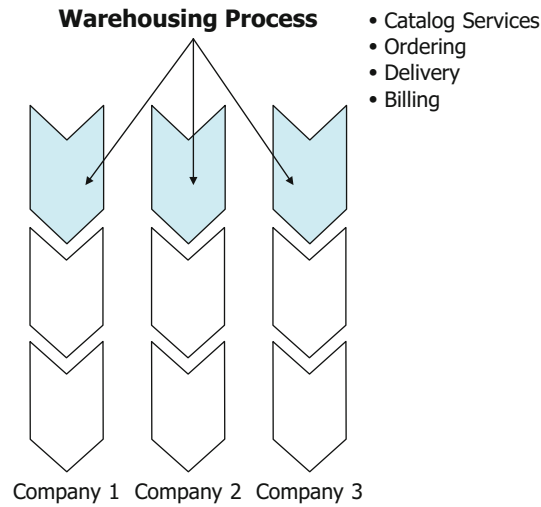 Warehousing Process
• Catalog Services
• Ordering
• Delivery
• Billing
Company 1 Company 2 Company 3